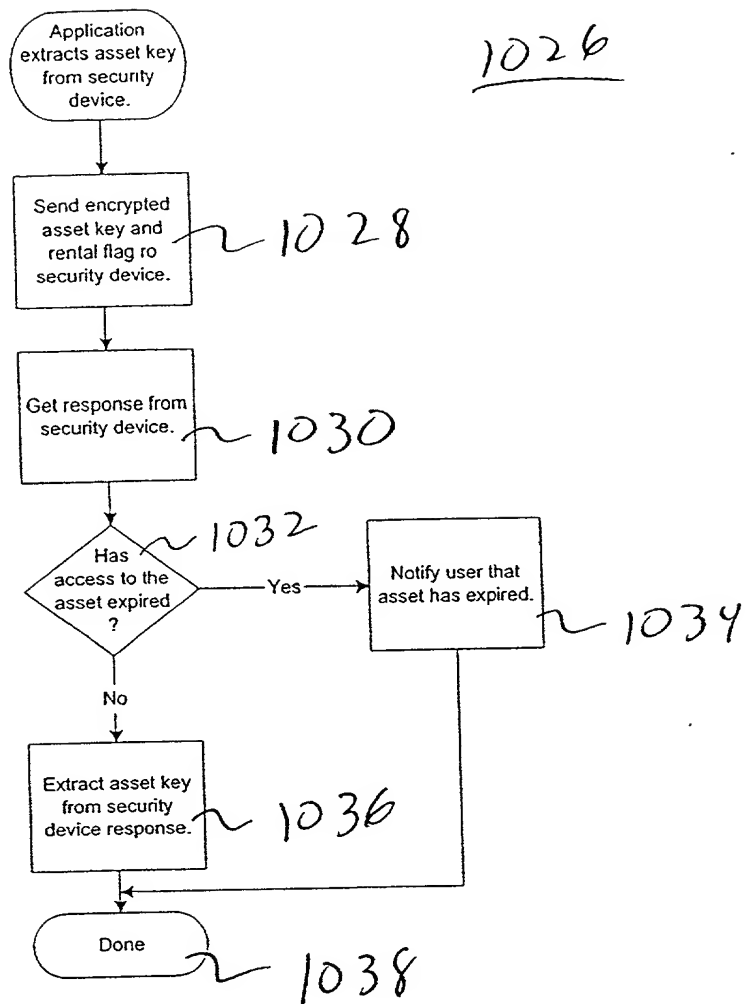 Application
extracts asset key
from security
device.
1026
Send encrypted
asset key and
rental flag ro
security device.
1028
Get response from
security device.
1030
Has
access to the
asset expired
?
1032
Yes
Notify user that
asset has expired.
1034
No
Extract asset key
from security
device response.
1036
Done
1038